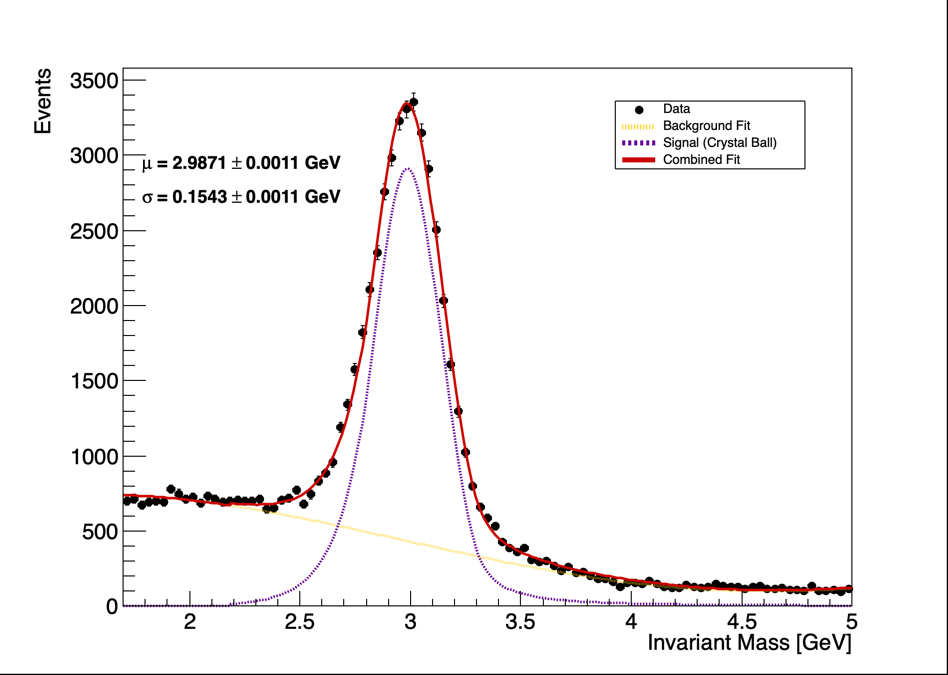 Events
3500
3000
2500
2000
1500
1000
500
0
μ = 2.9871 ± 0.0011 GeV
σ = 0.1543 ± 0.0011 GeV
Data
Background Fit
Signal (Crystal Ball)
Combined Fit
2 2.5 3 3.5 4 4.5 5
Invariant Mass [GeV]